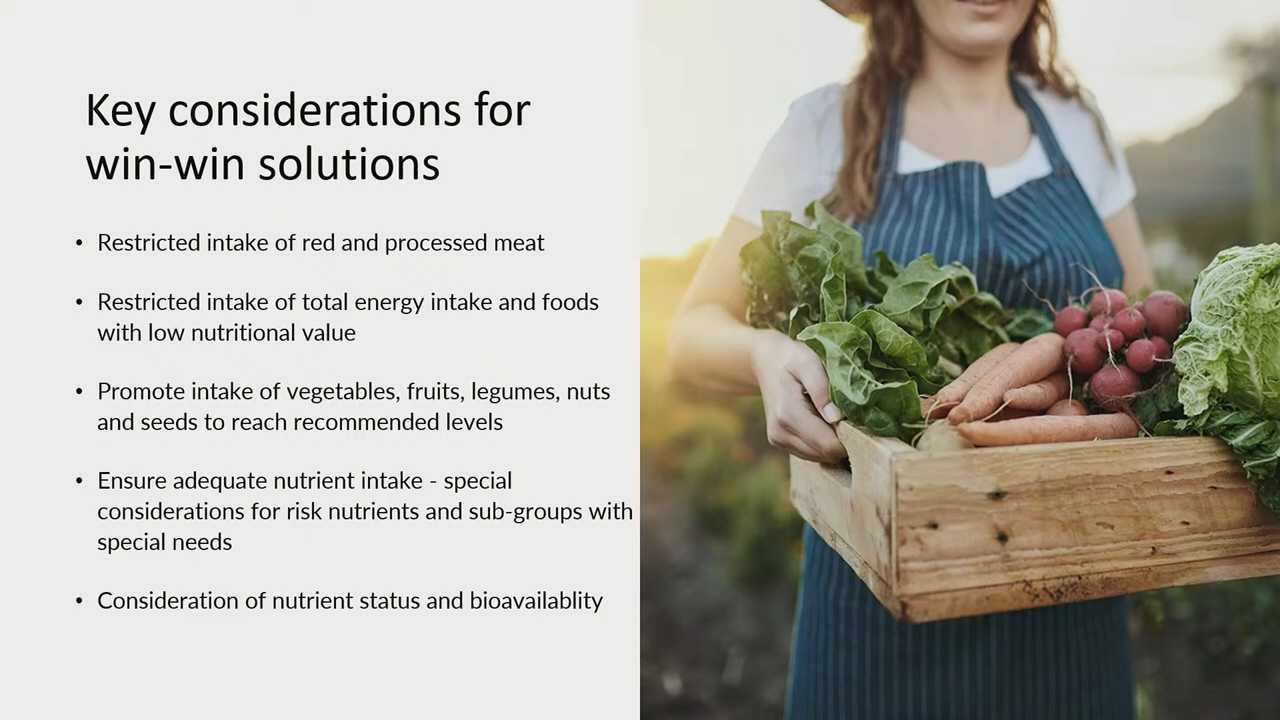 Key considerations for
win-win solutions
• Restricted intake of red and processed meat
• Restricted intake of total energy intake and foods
with low nutritional value
• Promote intake of vegetables, fruits, legumes, nuts
and seeds to reach recommended levels
• Ensure adequate nutrient intake - special
considerations for risk nutrients and sub-groups with
special needs
• Consideration of nutrient status and bioavailablity